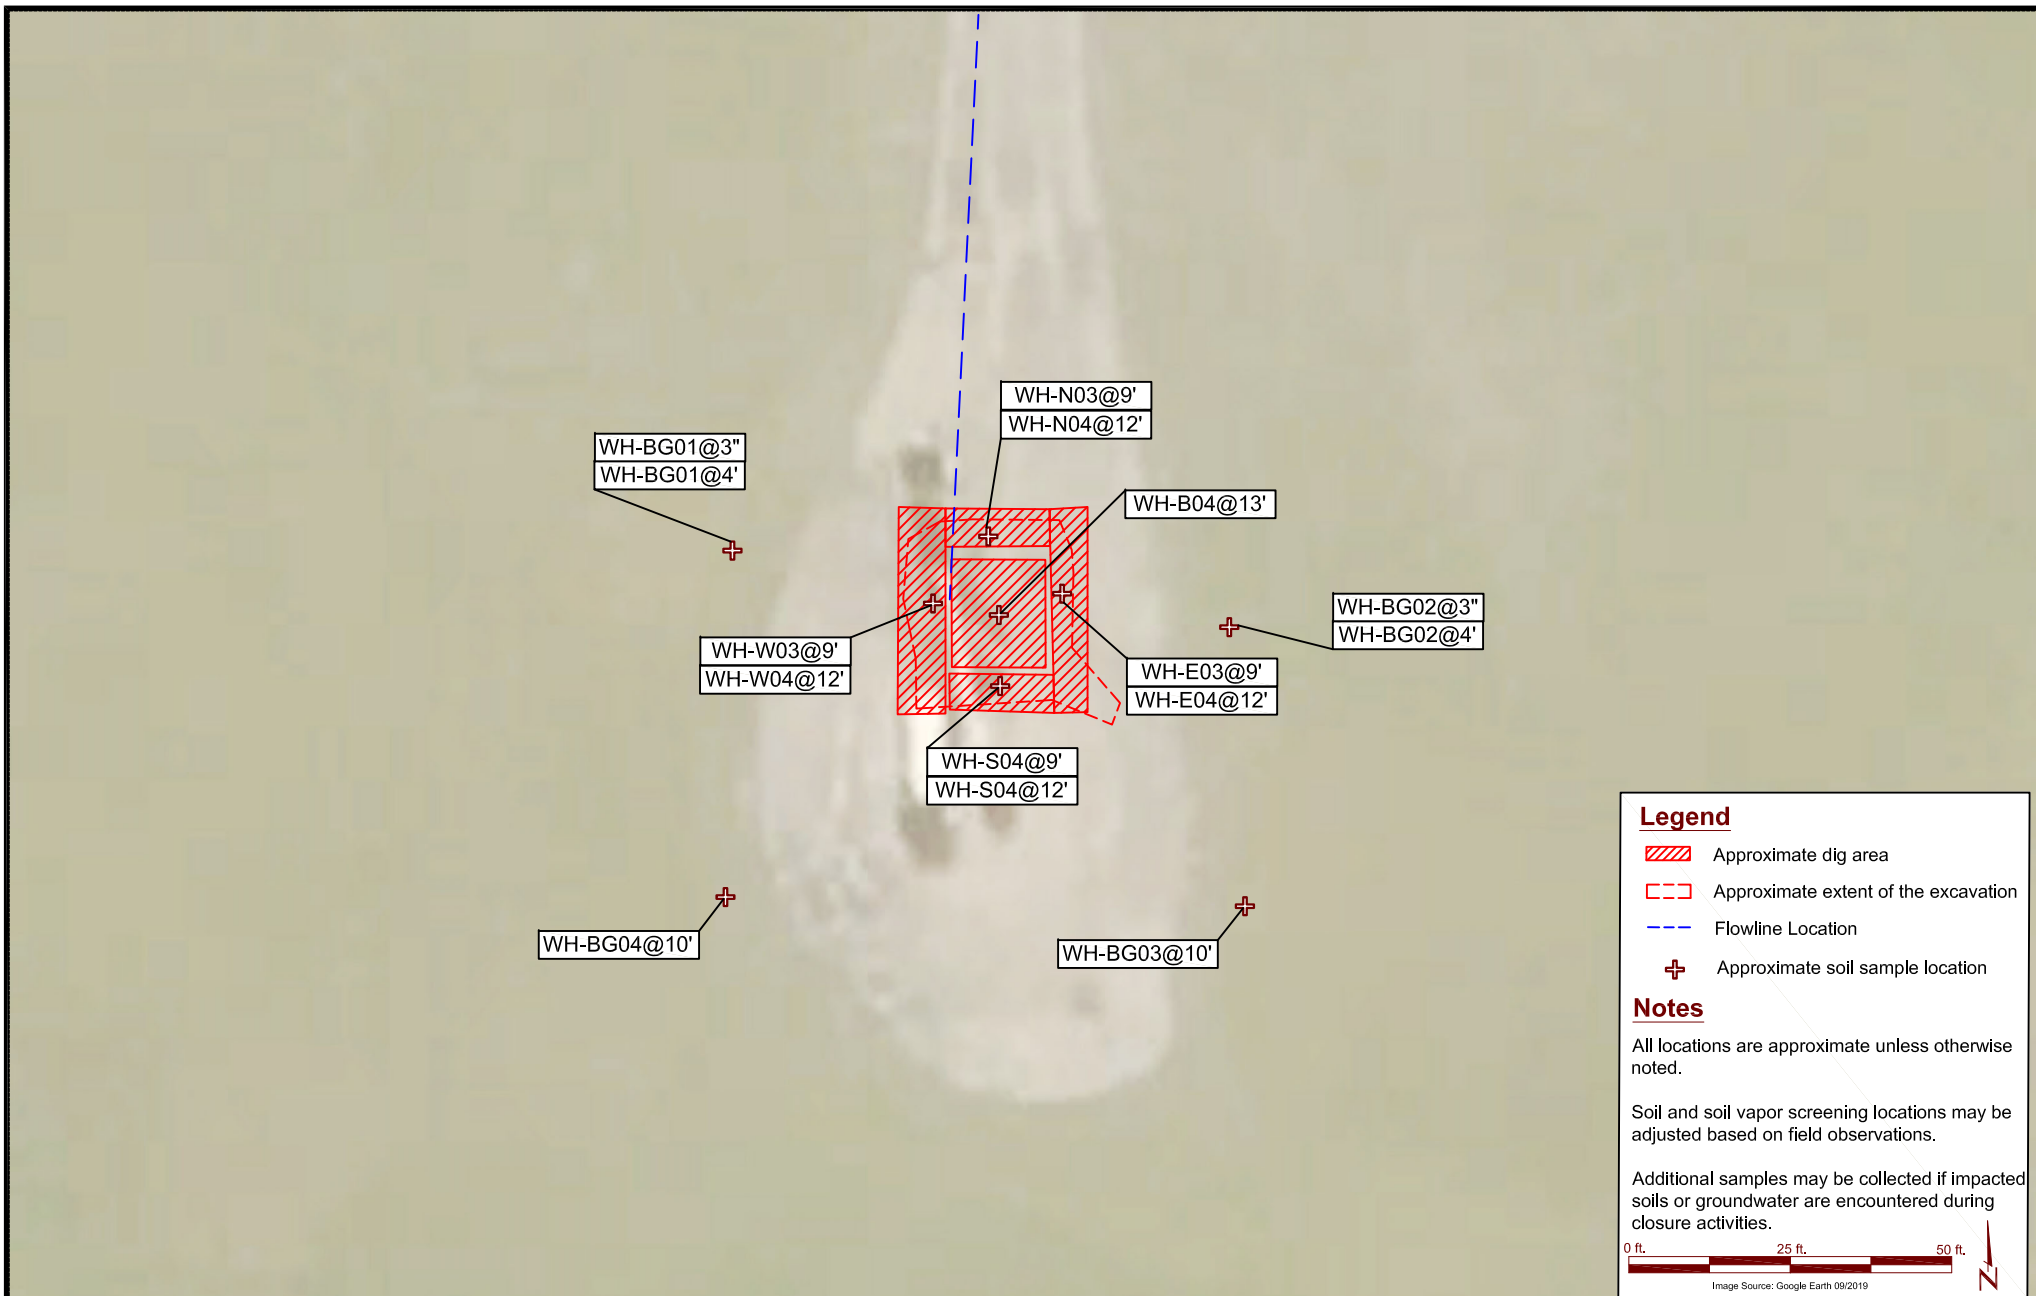 WH-N03@9'
WH-N04@12'
WH-BG01@3"
WH-BG01@4'
WH-B04@13'
WH-BG02@3"
WH-BG02@4'
WH-W03@9'
WH-W04@12'
WH-E03@9'
WH-E04@12'
WH-S04@9'
WH-S04@12'
WH-BG04@10'
WH-BG03@10'
Legend
Approximate dig area
Approximate extent of the excavation
Flowline Location
Approximate soil sample location
Notes
All locations are approximate unless otherwise
noted.
Soil and soil vapor screening locations may be
adjusted based on field observations.
Additional samples may be collected if impacted
soils or groundwater are encountered during
closure activities.
0 ft. 25 ft. 50 ft.
Image Source: Google Earth 09/2019
N